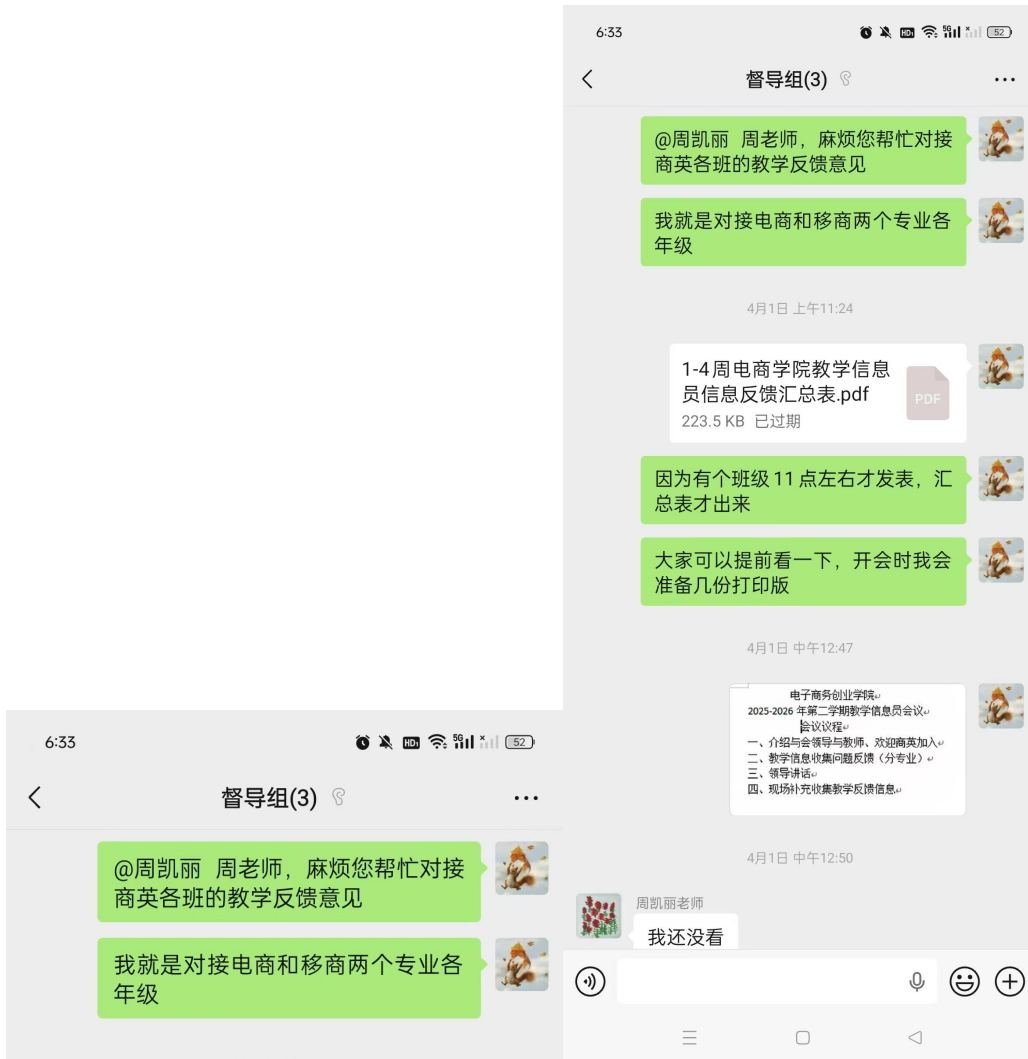 6:33
HD1
5G
52
督导组(3)
@周凯丽 周老师，麻烦您帮忙对接
商英各班的教学反馈意见
我就是对接电商和移商两个专业各
年级
6:33
HD1
5G
52
督导组(3)
@周凯丽 周老师，麻烦您帮忙对接
商英各班的教学反馈意见
我就是对接电商和移商两个专业各
年级
4月1日 上午11:24
1-4周电商学院教学信息
员信息反馈汇总表.pdf
PDF
223.5 KB 已过期
因为有个班级11点左右才发表，汇
总表才出来
大家可以提前看一下，开会时我会
准备几份打印版
4月1日 中午12:47
电子商务创业学院
2025-2026 年第二学期教学信息员会议
会议议程
一、介绍与会领导与教师、欢迎商英加入
二、教学信息收集问题反馈（分专业）
三、领导讲话
四、现场补充收集教学反馈信息
4月1日 中午12:50
周凯丽老师
我还没看